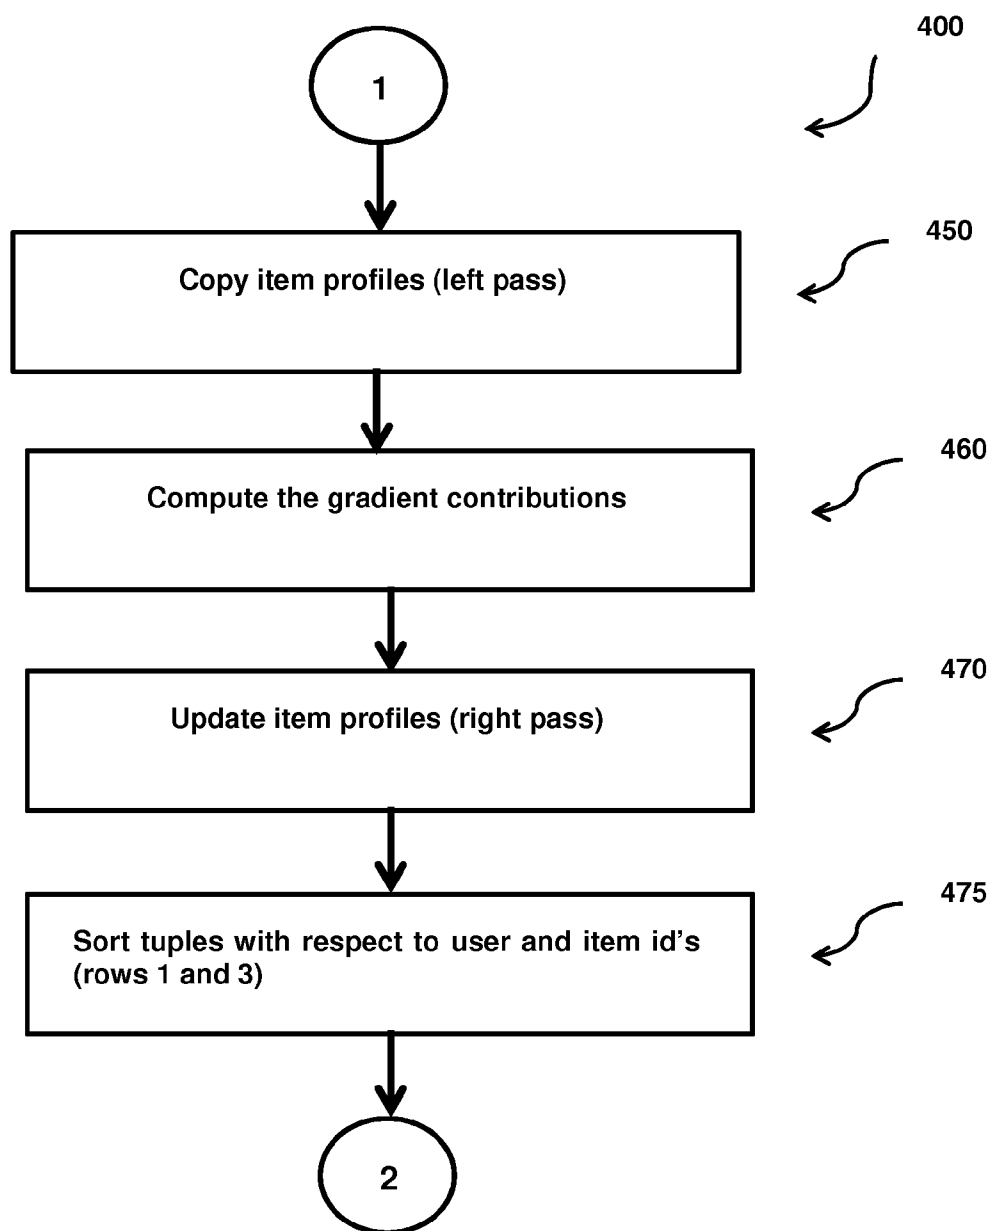 400
1
450
Copy item profiles (left pass)
460
Compute the gradient contributions
470
Update item profiles (right pass)
475
Sort tuples with respect to user and item id's
(rows 1 and 3)
2